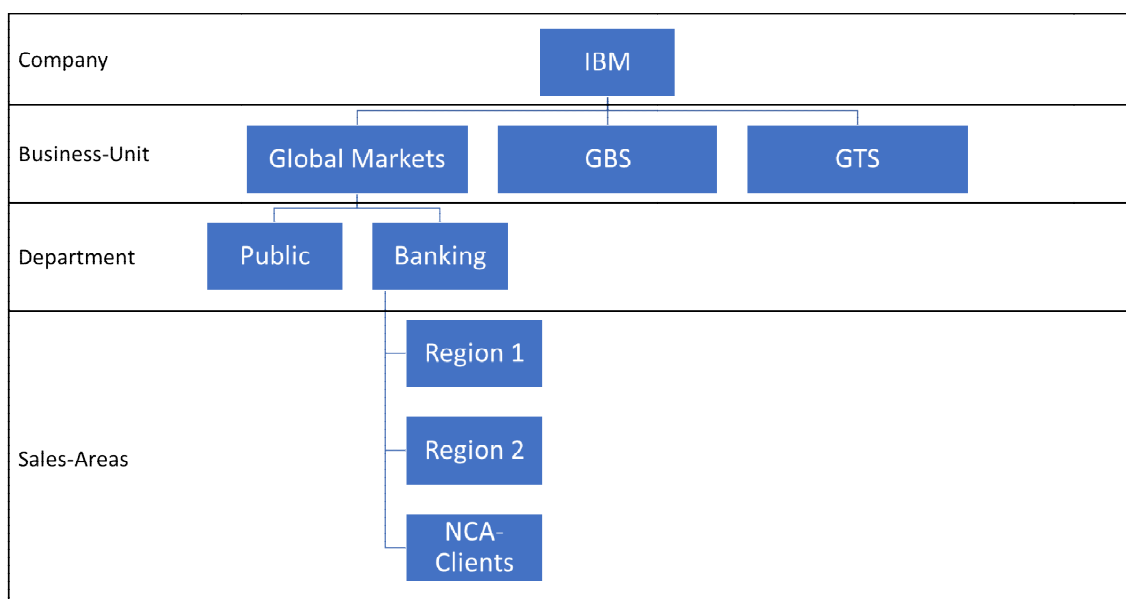 Company
IBM
Business-Unit
Global Markets
GBS
GTS
Department
Public
Banking
Sales-Areas
Region 1
Region 2
NCA-
Clients